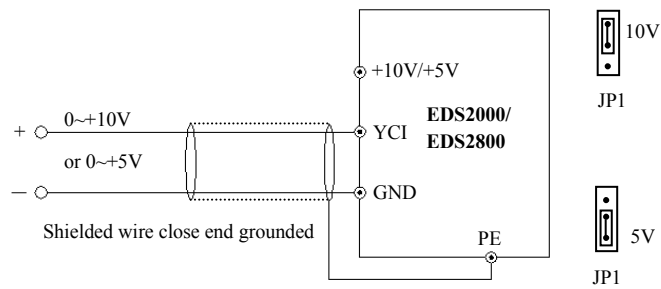 10V
+10V/+5V
JP1
EDS2000/
EDS2800
0~+10V
+
YCI
or 0~+5V
—
GND
Shielded wire close end grounded
PE
5V
JP1